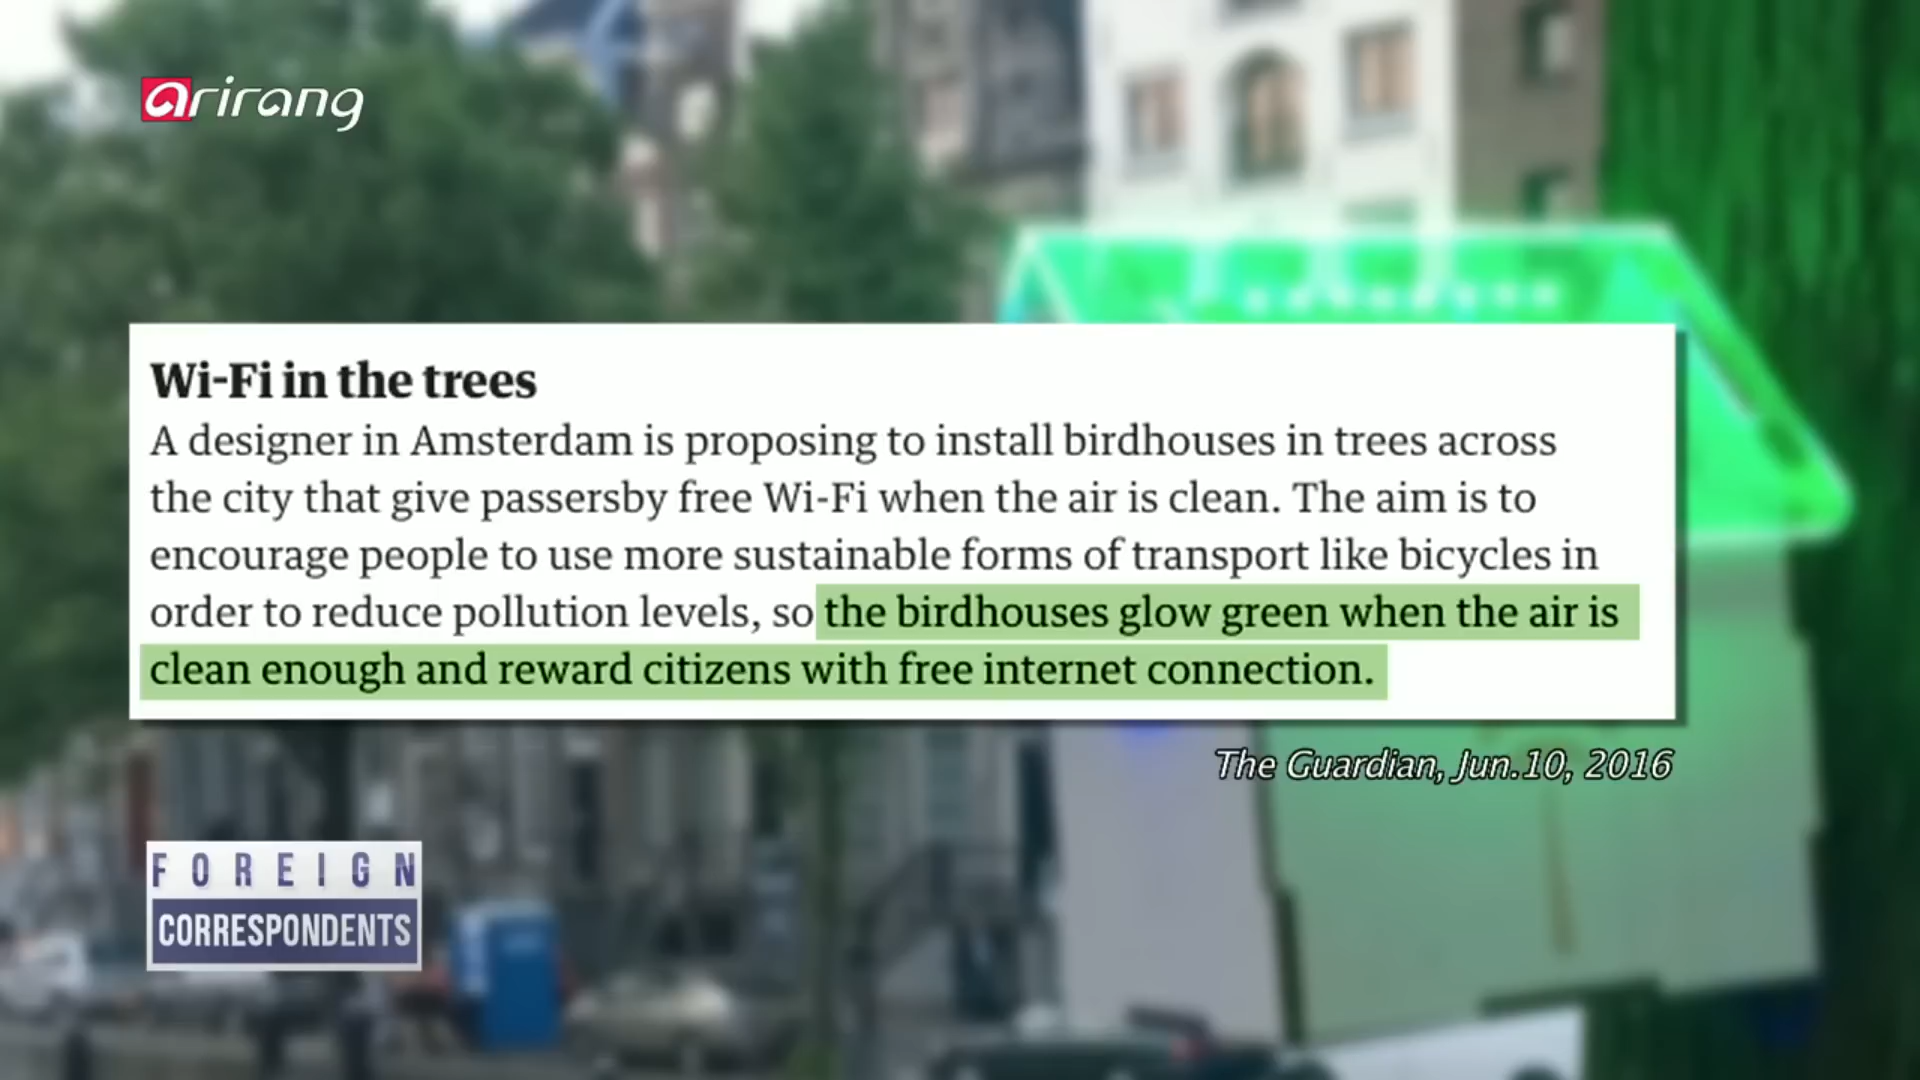 arirang
Wi-Fi in the trees
A designer in Amsterdam is proposing to install birdhouses in trees across
the city that give passersby free Wi-Fi when the air is clean. The aim is to
encourage people to use more sustainable forms of transport like bicycles in
order to reduce pollution levels, so the birdhouses glow green when the air is
clean enough and reward citizens with free internet connection.
The Guardian, Jun.10, 2016
FOREIGN
CORRESPONDENTS